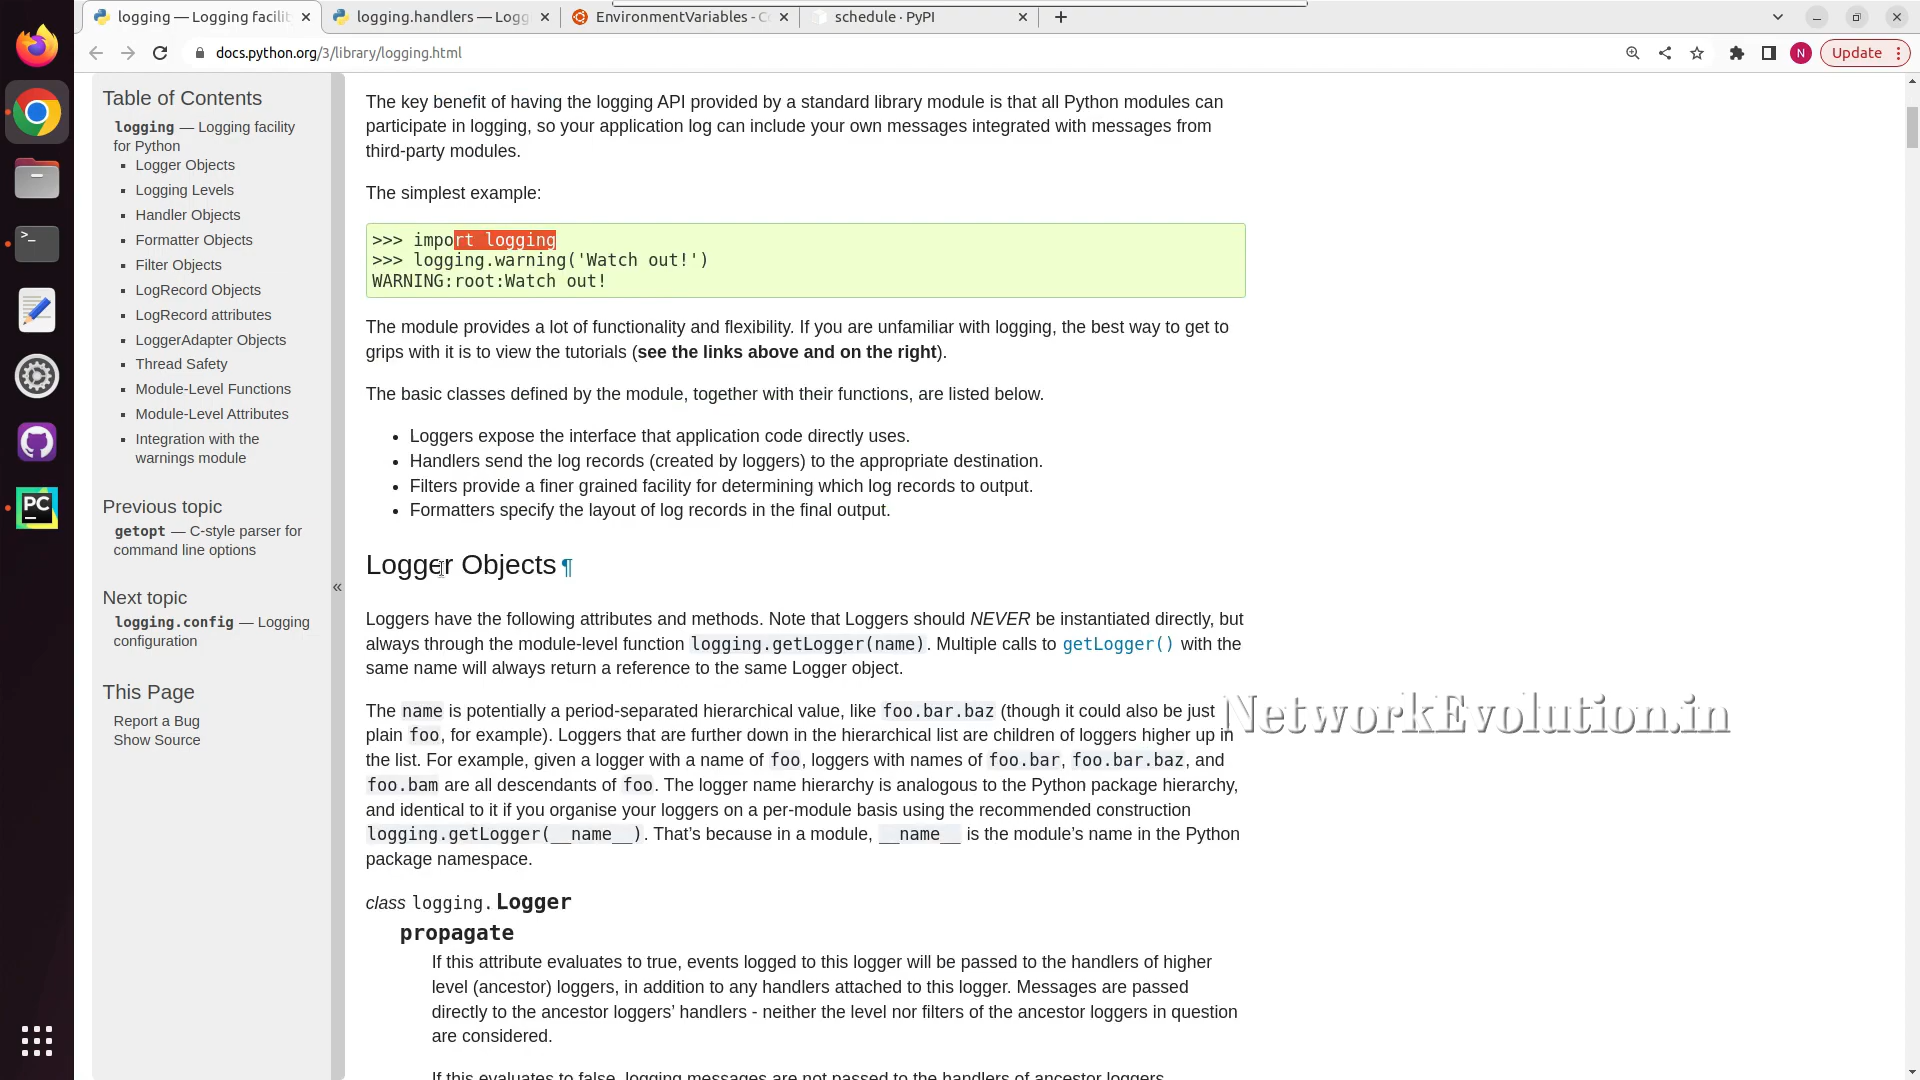 logging — Logging facilit
logging.handlers — Logg
EnvironmentVariables - C
schedule · PyPI
docs.python.org/3/library/logging.html
N
Update
Table of Contents
logging — Logging facility
for Python
Logger Objects
Logging Levels
Handler Objects
Formatter Objects
Filter Objects
LogRecord Objects
LogRecord attributes
LoggerAdapter Objects
Thread Safety
Module-Level Functions
Module-Level Attributes
Integration with the
warnings module
Previous topic
getopt — C-style parser for
command line options
Next topic
logging.config — Logging
configuration
This Page
Report a Bug
Show Source
«
The key benefit of having the logging API provided by a standard library module is that all Python modules can
participate in logging, so your application log can include your own messages integrated with messages from
third-party modules.
The simplest example:
>>> import logging
>>> logging.warning('Watch out!')
WARNING:root:Watch out!
The module provides a lot of functionality and flexibility. If you are unfamiliar with logging, the best way to get to
grips with it is to view the tutorials (see the links above and on the right).
The basic classes defined by the module, together with their functions, are listed below.
Loggers expose the interface that application code directly uses.
Handlers send the log records (created by loggers) to the appropriate destination.
Filters provide a finer grained facility for determining which log records to output.
Formatters specify the layout of log records in the final output.
Logger Objects ¶
Loggers have the following attributes and methods. Note that Loggers should NEVER be instantiated directly, but
always through the module-level function logging.getLogger(name). Multiple calls to getLogger() with the
same name will always return a reference to the same Logger object.
The name is potentially a period-separated hierarchical value, like foo.bar.baz (though it could also be just
plain foo, for example). Loggers that are further down in the hierarchical list are children of loggers higher up in
the list. For example, given a logger with a name of foo, loggers with names of foo.bar, foo.bar.baz, and
foo.bam are all descendants of foo. The logger name hierarchy is analogous to the Python package hierarchy,
and identical to it if you organise your loggers on a per-module basis using the recommended construction
logging.getLogger(__name__). That's because in a module, __name__ is the module's name in the Python
package namespace.
class logging.Logger
propagate
If this attribute evaluates to true, events logged to this logger will be passed to the handlers of higher
level (ancestor) loggers, in addition to any handlers attached to this logger. Messages are passed
directly to the ancestor loggers' handlers - neither the level nor filters of the ancestor loggers in question
are considered.
If this evaluates to false, logging messages are not passed to the handlers of ancestor loggers.
NetworkEvolution.in
PC